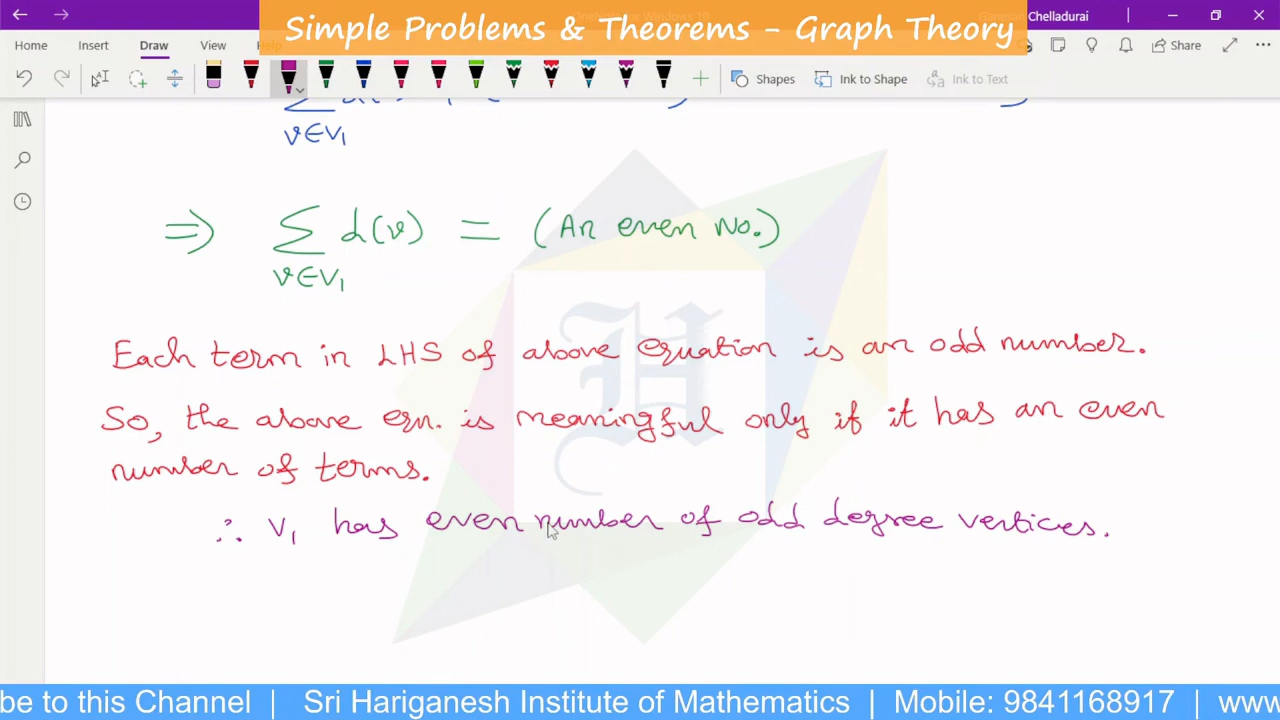 Simple Problems & Theorems - Graph Theory
Chelladurai
Home Insert Draw View
Share
Shapes Ink to Shape Ink to Text
v∈V₁
⇒ ∑ d(v) = (An even No.)
v∈V₁
Each term in LHS of above equation is an odd number.
So, the above eqn. is meaningful only if it has an even
number of terms.
∴ V₁ has even number of odd degree vertices.
be to this Channel | Sri Hariganesh Institute of Mathematics | Mobile: 9841168917 | www